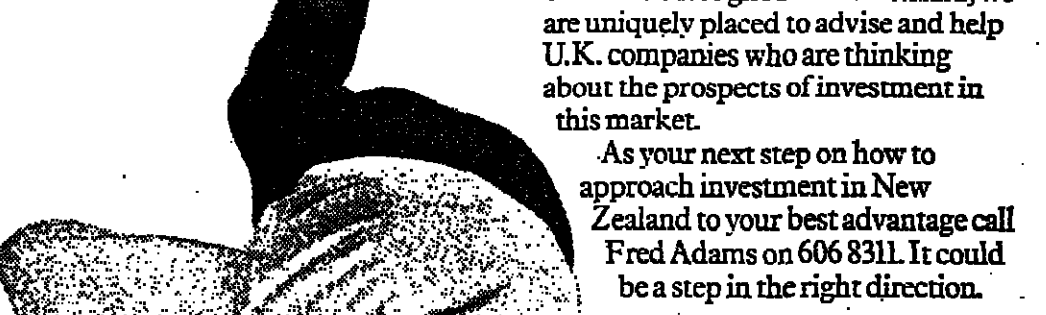 are uniquely placed to advise and help
U.K. companies who are thinking
about the prospects of investment in
this market.
As your next step on how to
approach investment in New
Zealand to your best advantage call
Fred Adams on 606 8311. It could
be a step in the right direction.